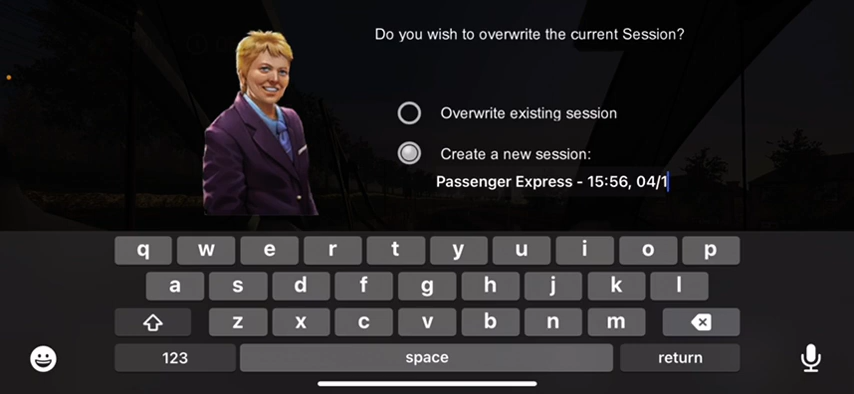 Do you wish to overwrite the current Session?
Overwrite existing session
Create a new session:
Passenger Express - 15:56, 04/1
q w e r t y u i o p
a s d f g h j k l
z x c v b n m
123 space return